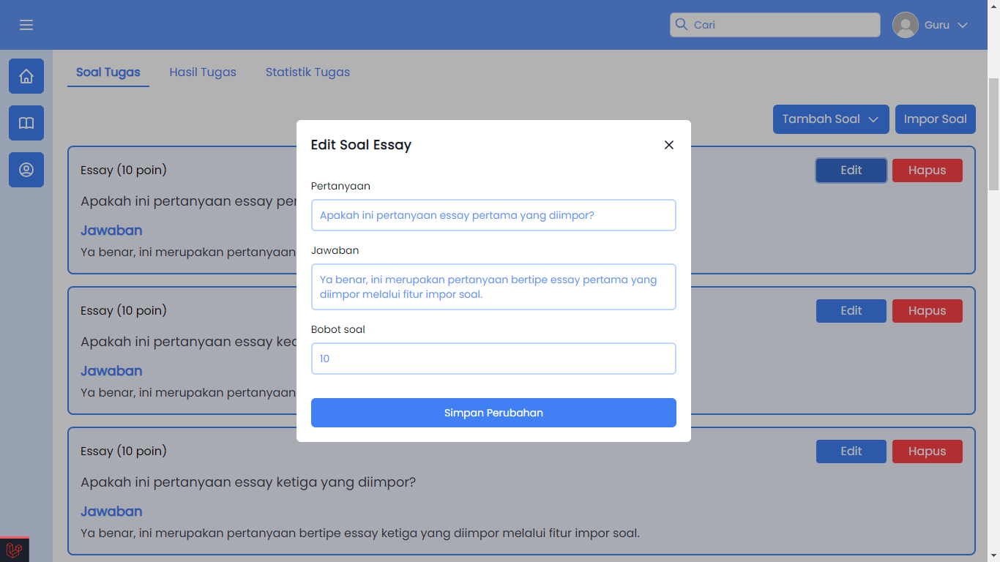 Cari
Guru
Soal Tugas
Hasil Tugas
Statistik Tugas
Tambah Soal
Impor Soal
Essay (10 poin)
Edit
Hapus
Apakah ini pertanyaan essay
Jawaban
Ya benar, ini merupakan pertanyaan
Edit Soal Essay
Pertanyaan
Apakah ini pertanyaan essay pertama yang diimpor?
Jawaban
Ya benar, ini merupakan pertanyaan bertipe essay pertama yang
diimpor melalui fitur impor soal.
Bobot soal
10
Simpan Perubahan
Essay (10 poin)
Edit
Hapus
Apakah ini pertanyaan essay
Jawaban
Ya benar, ini merupakan pertanyaan
Essay (10 poin)
Edit
Hapus
Apakah ini pertanyaan essay ketiga yang diimpor?
Jawaban
Ya benar, ini merupakan pertanyaan bertipe essay ketiga yang diimpor melalui fitur impor soal.